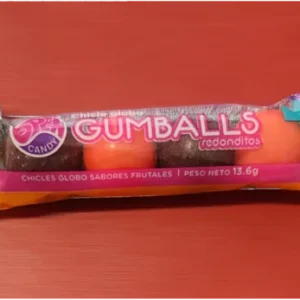 chicle globo
CANDY
GUMBALLS
redonditos
CHICLES GLOBO SABORES FRUTALES | PESO NETO 13.6g